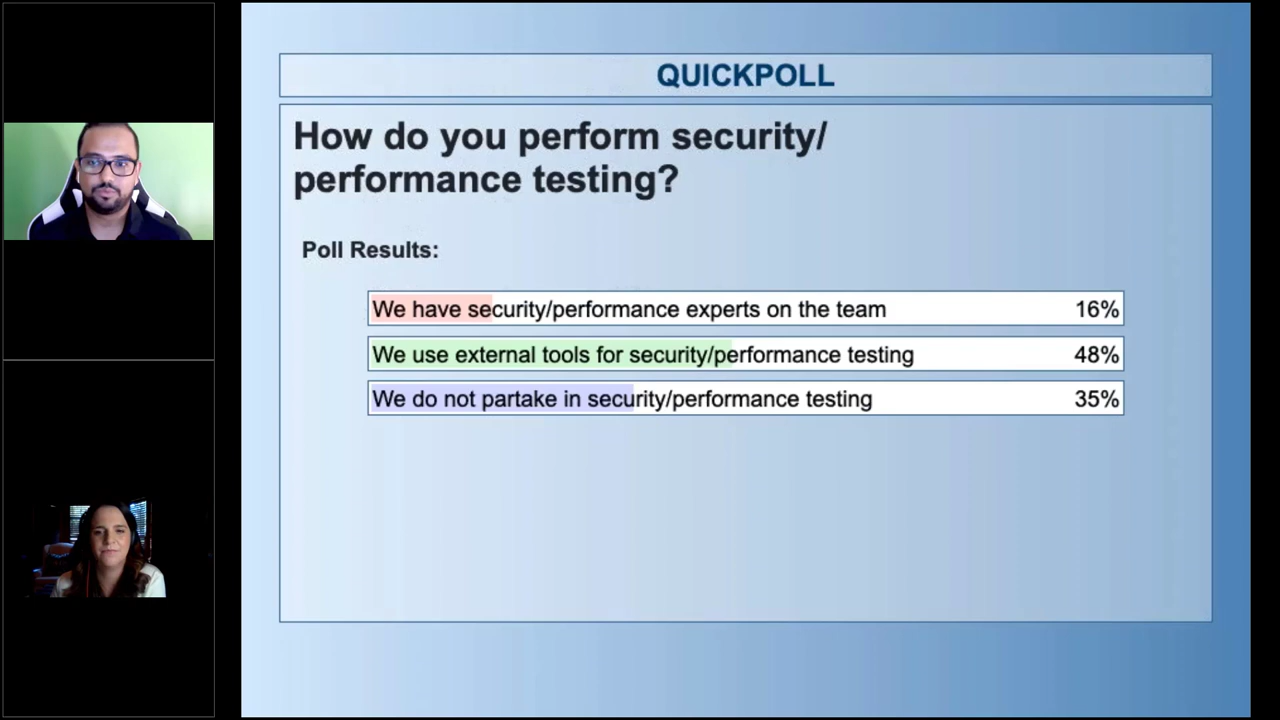 QUICKPOLL
How do you perform security/
performance testing?
Poll Results:
We have security/performance experts on the team 16%
We use external tools for security/performance testing 48%
We do not partake in security/performance testing 35%